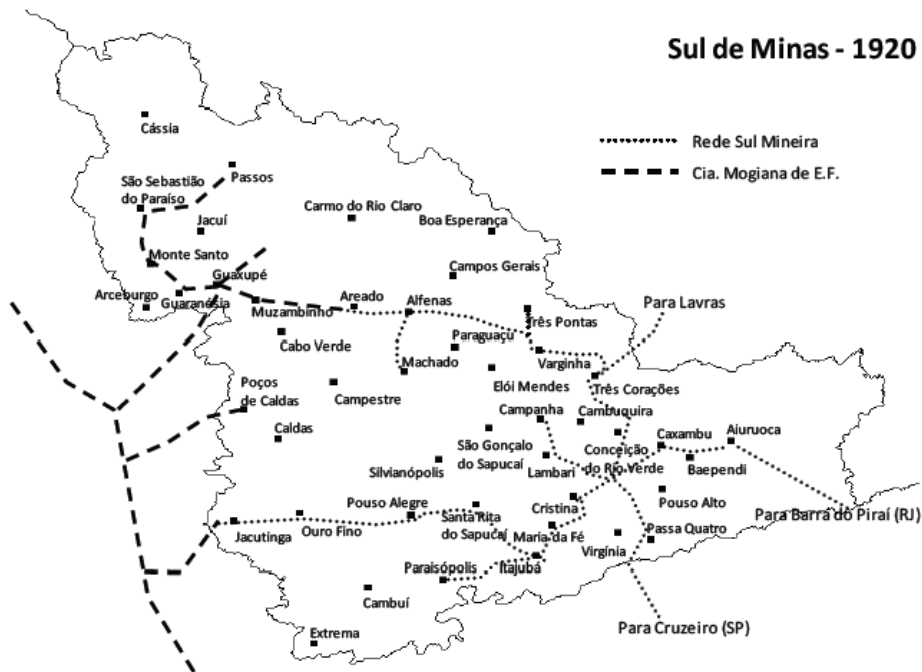 Sul de Minas - 1920
Rede Sul Mineira
Cia. Mogiana de E.F.
Cássia
Passos
São Sebastião
do Paraíso
Jacuí
Carmo do Rio Claro
Boa Esperança
Monte Santo
Guaxupé
Campos Gerais
Arceburgo
Guaranésia
Muzambinho
Areado
Alfenas
Três Pontas
Para Lavras
Cabo Verde
Paraguaçu
Machado
Varginha
Elói Mendes
Três Corações
Poços
de Caldas
Campestre
Campanha
Cambuquira
Caldas
São Gonçalo
do Sapucaí
Conceição
do Rio Verde
Caxambu
Aiuruoca
Baependi
Silvianópolis
Lambari
Pouso Alegre
Cristina
Pouso Alto
Para Barra do Piraí (RJ)
Jacutinga
Ouro Fino
Santa Rita
do Sapucaí
Maria da Fé
Virgínia
Passa Quatro
Paraisópolis
Itajubá
Cambuí
Para Cruzeiro (SP)
Extrema